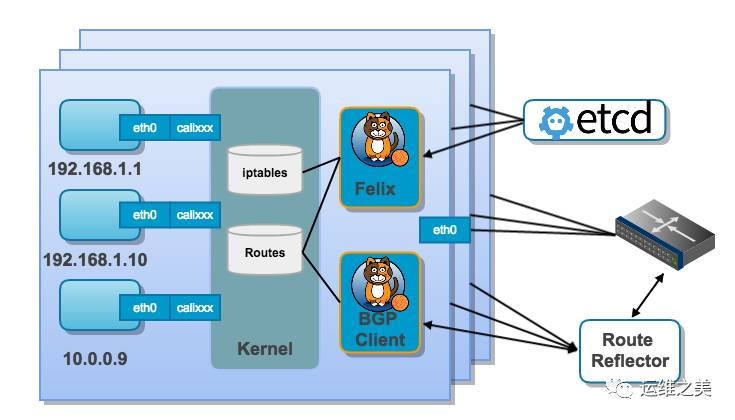 eth0 calixxx
192.168.1.1
eth0 calixxx
192.168.1.10
eth0 calixxx
10.0.0.9
iptables
Routes
Kernel
Felix
BGP
Client
eth0
etcd
Route
Reflector
运维之美